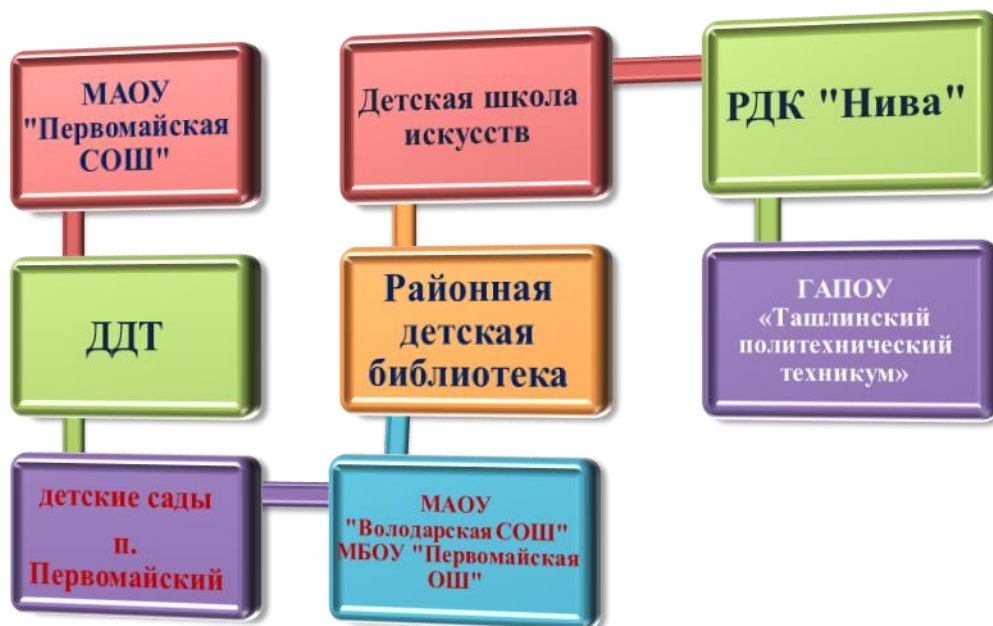 МАОУ
"Первомайская
СОШ"
ДДТ
детские сады
п.
Первомайский
МАОУ
"Володарская СОШ"
МБОУ "Первомайская
ОШ"
Районная
детская
библиотека
Детская школа
искусств
РДК "Нива"
ГАПОУ
«Ташлинский
политехнический
техникум»